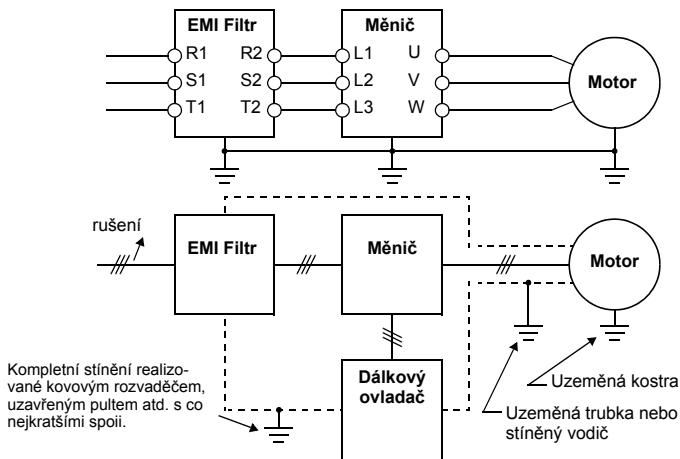 EMI Filtr
Měnič
R1 R2 L1 U
S1 S2 L2 V
T1 T2 L3 W
Motor
rušení
EMI Filtr
Měnič
Motor
Dálkový
ovladač
Kompletní stínění realizo-
vané kovovým rozvaděčem,
uzavřeným pultem atd. s co
nejkratšími spoii.
Uzeměná kostra
Uzeměná trubka nebo
stíněný vodič